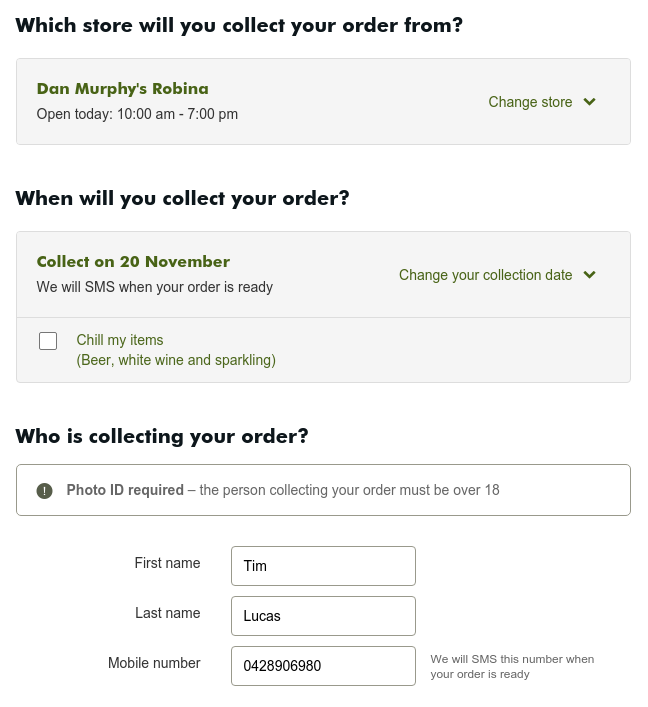 Which store will you collect your order from?
Dan Murphy's Robina
Open today: 10:00 am - 7:00 pm
Change store
When will you collect your order?
Collect on 20 November
We will SMS when your order is ready
Change your collection date
Chill my items
(Beer, white wine and sparkling)
Who is collecting your order?
! Photo ID required – the person collecting your order must be over 18
First name
Tim
Last name
Lucas
Mobile number
0428906980
We will SMS this number when
your order is ready